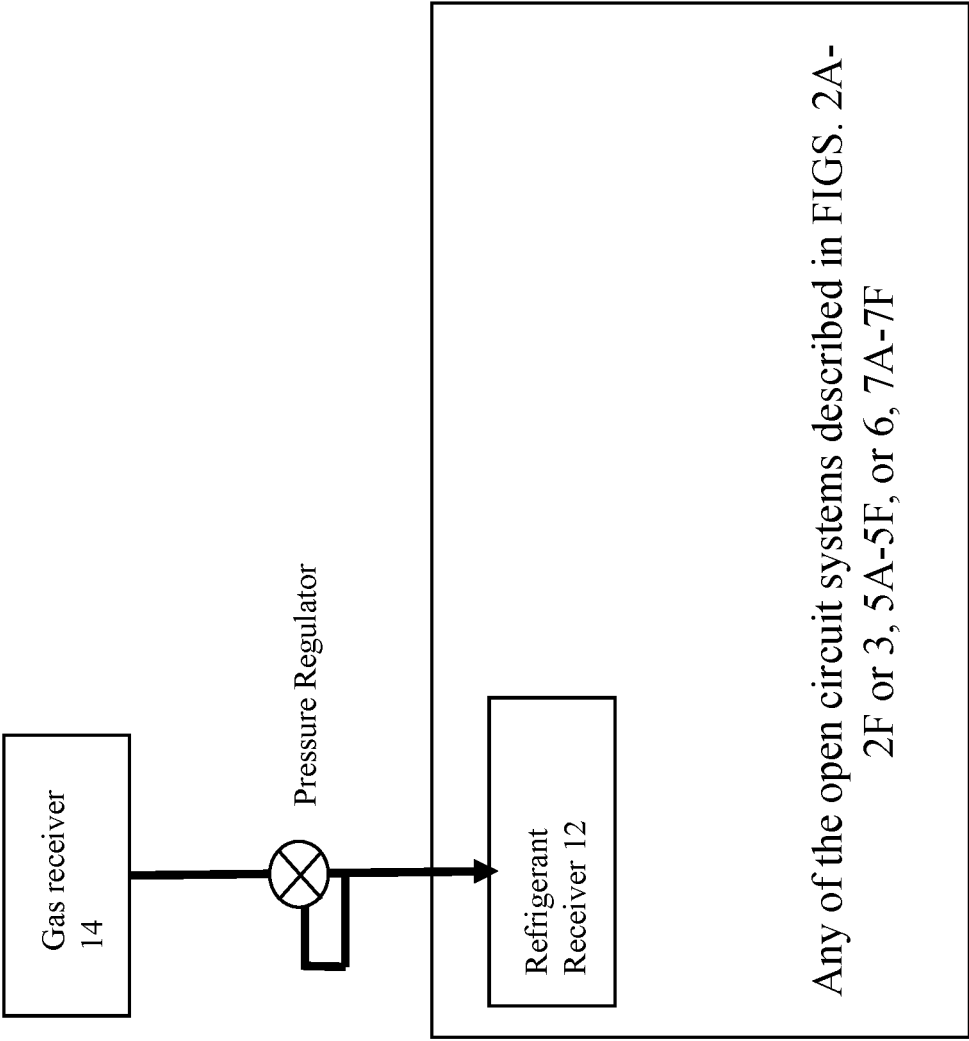 Gas receiver
14
Pressure Regulator
Refrigerant
Receiver 12
Any of the open circuit systems described in FIGS. 2A-
2F or 3, 5A-5F, or 6, 7A-7F